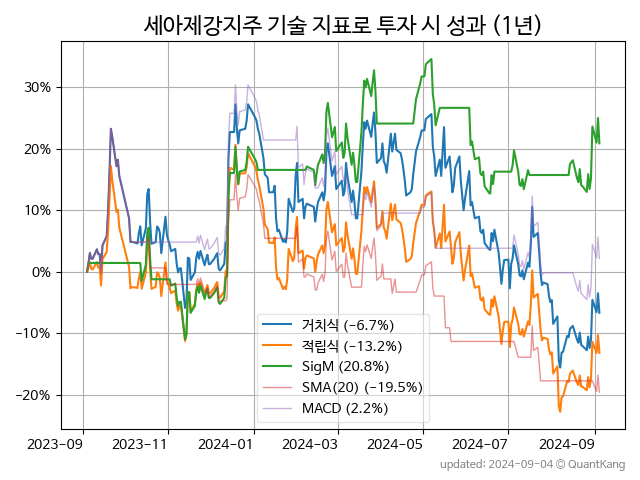 세아제강지주 기술 지표로 투자 시 성과 (1년)
30%
20%
10%
0%
−10%
−20%
거치식 (−6.7%)
적립식 (−13.2%)
SigM (20.8%)
SMA(20) (−19.5%)
MACD (2.2%)
2023-09 2023-11 2024-01 2024-03 2024-05 2024-07 2024-09
updated: 2024-09-04 © QuantKang